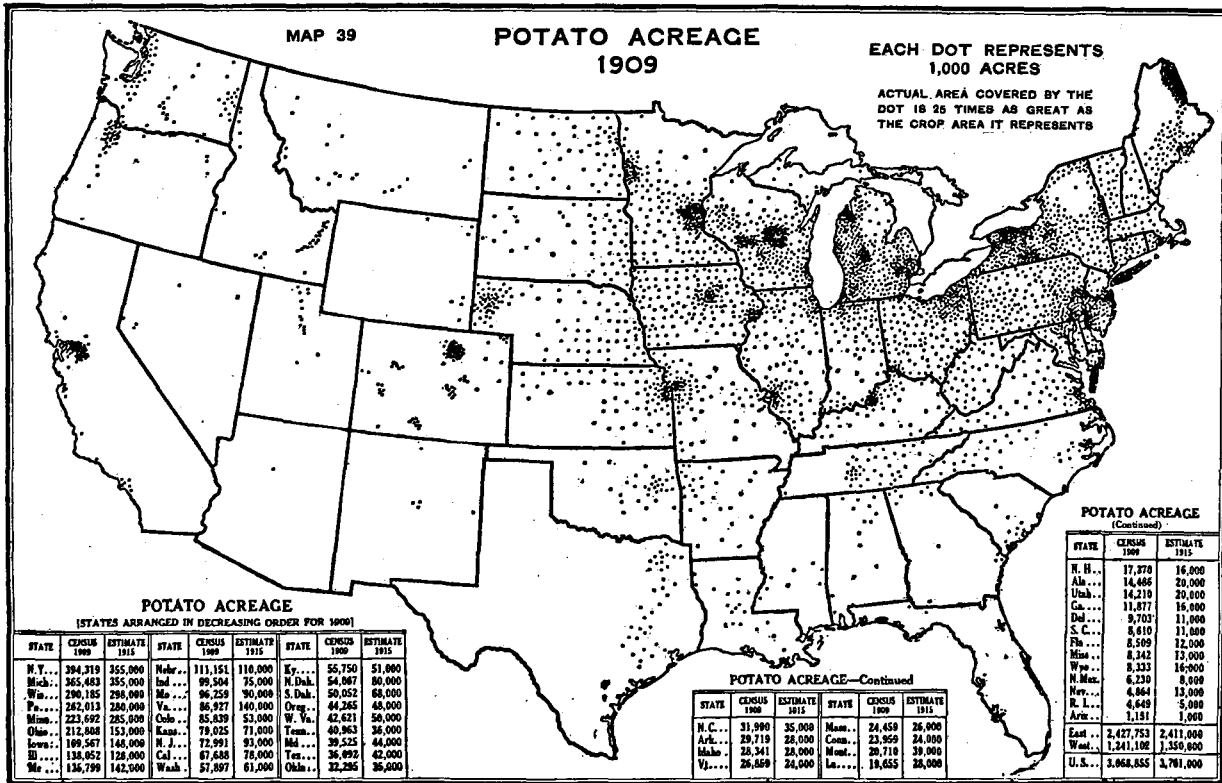 MAP 39
POTATO ACREAGE
1909
EACH DOT REPRESENTS
1,000 ACRES
ACTUAL AREA COVERED BY THE
DOT IS 25 TIMES AS GREAT AS
THE CROP AREA IT REPRESENTS
POTATO ACREAGE
[STATES ARRANGED IN DECREASING ORDER FOR 1909]
STATE CENSUS 1909 ESTIMATE 1915 STATE CENSUS 1909 ESTIMATE 1915 STATE CENSUS 1909 ESTIMATE 1915
N.Y... 394,319 355,000 Nebr.. 111,151 110,000 Ky... 55,750 51,000
Mich.. 365,483 355,000 Ind... 99,504 75,000 N.Dak. 54,067 80,000
Wis... 290,185 298,000 Mo... 96,259 90,000 S.Dak. 50,052 68,000
Pa.... 262,013 280,000 Va.... 86,927 140,000 Oreg.. 44,265 48,000
Minn.. 223,692 285,000 Colo.. 85,839 53,000 W. Va. 42,621 50,000
Ohio.. 212,808 153,000 Kans.. 79,025 71,000 Tenn.. 40,963 36,000
Iowa.. 169,567 148,000 N. J... 72,991 93,000 Md... 39,525 44,000
Ill.... 138,052 128,000 Cal... 67,688 78,000 Tex... 36,092 42,000
Me... 135,799 142,000 Wash.. 57,897 61,000 Okla.. 32,295 36,000
POTATO ACREAGE—Continued
STATE CENSUS 1909 ESTIMATE 1915 STATE CENSUS 1909 ESTIMATE 1915
N.C... 31,990 35,000 Mass.. 24,459 26,000
Ark... 29,719 28,000 Conn.. 23,959 24,000
Idaho 28,341 28,000 Mont.. 20,710 39,000
Vt.... 26,859 24,000 La.... 19,655 28,000
POTATO ACREAGE
(Continued)
STATE CENSUS 1909 ESTIMATE 1915
N. H.. 17,370 16,000
Ala... 14,486 20,000
Utah.. 14,210 20,000
Ga.... 11,877 16,000
Del... 9,703 11,000
S. C... 8,610 11,000
Fla... 8,509 12,000
Miss.. 8,342 13,000
Wyo.. 8,333 16,000
N. Mex. 6,230 8,000
Nev... 4,864 13,000
R. I... 4,649 5,000
Ariz.. 1,151 1,000
East.. 2,427,753 2,411,000
West.. 1,241,102 1,350,000
U. S... 3,668,855 3,761,000